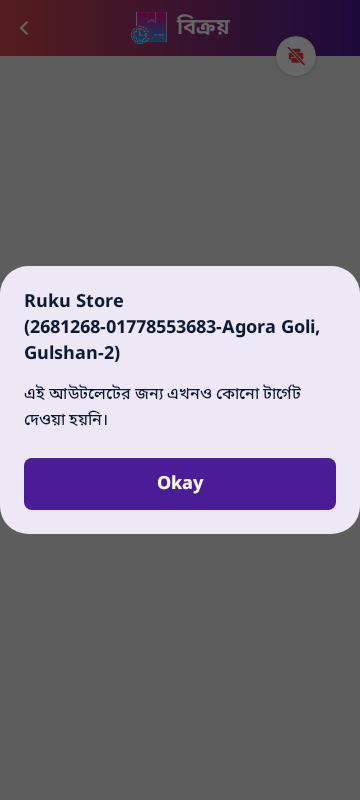 বিক্রয়
Ruku Store
(2681268-01778553683-Agora Goli,
Gulshan-2)
এই আউটলেটের জন্য এখনও কোনো টার্গেট
দেওয়া হয়নি।
Okay